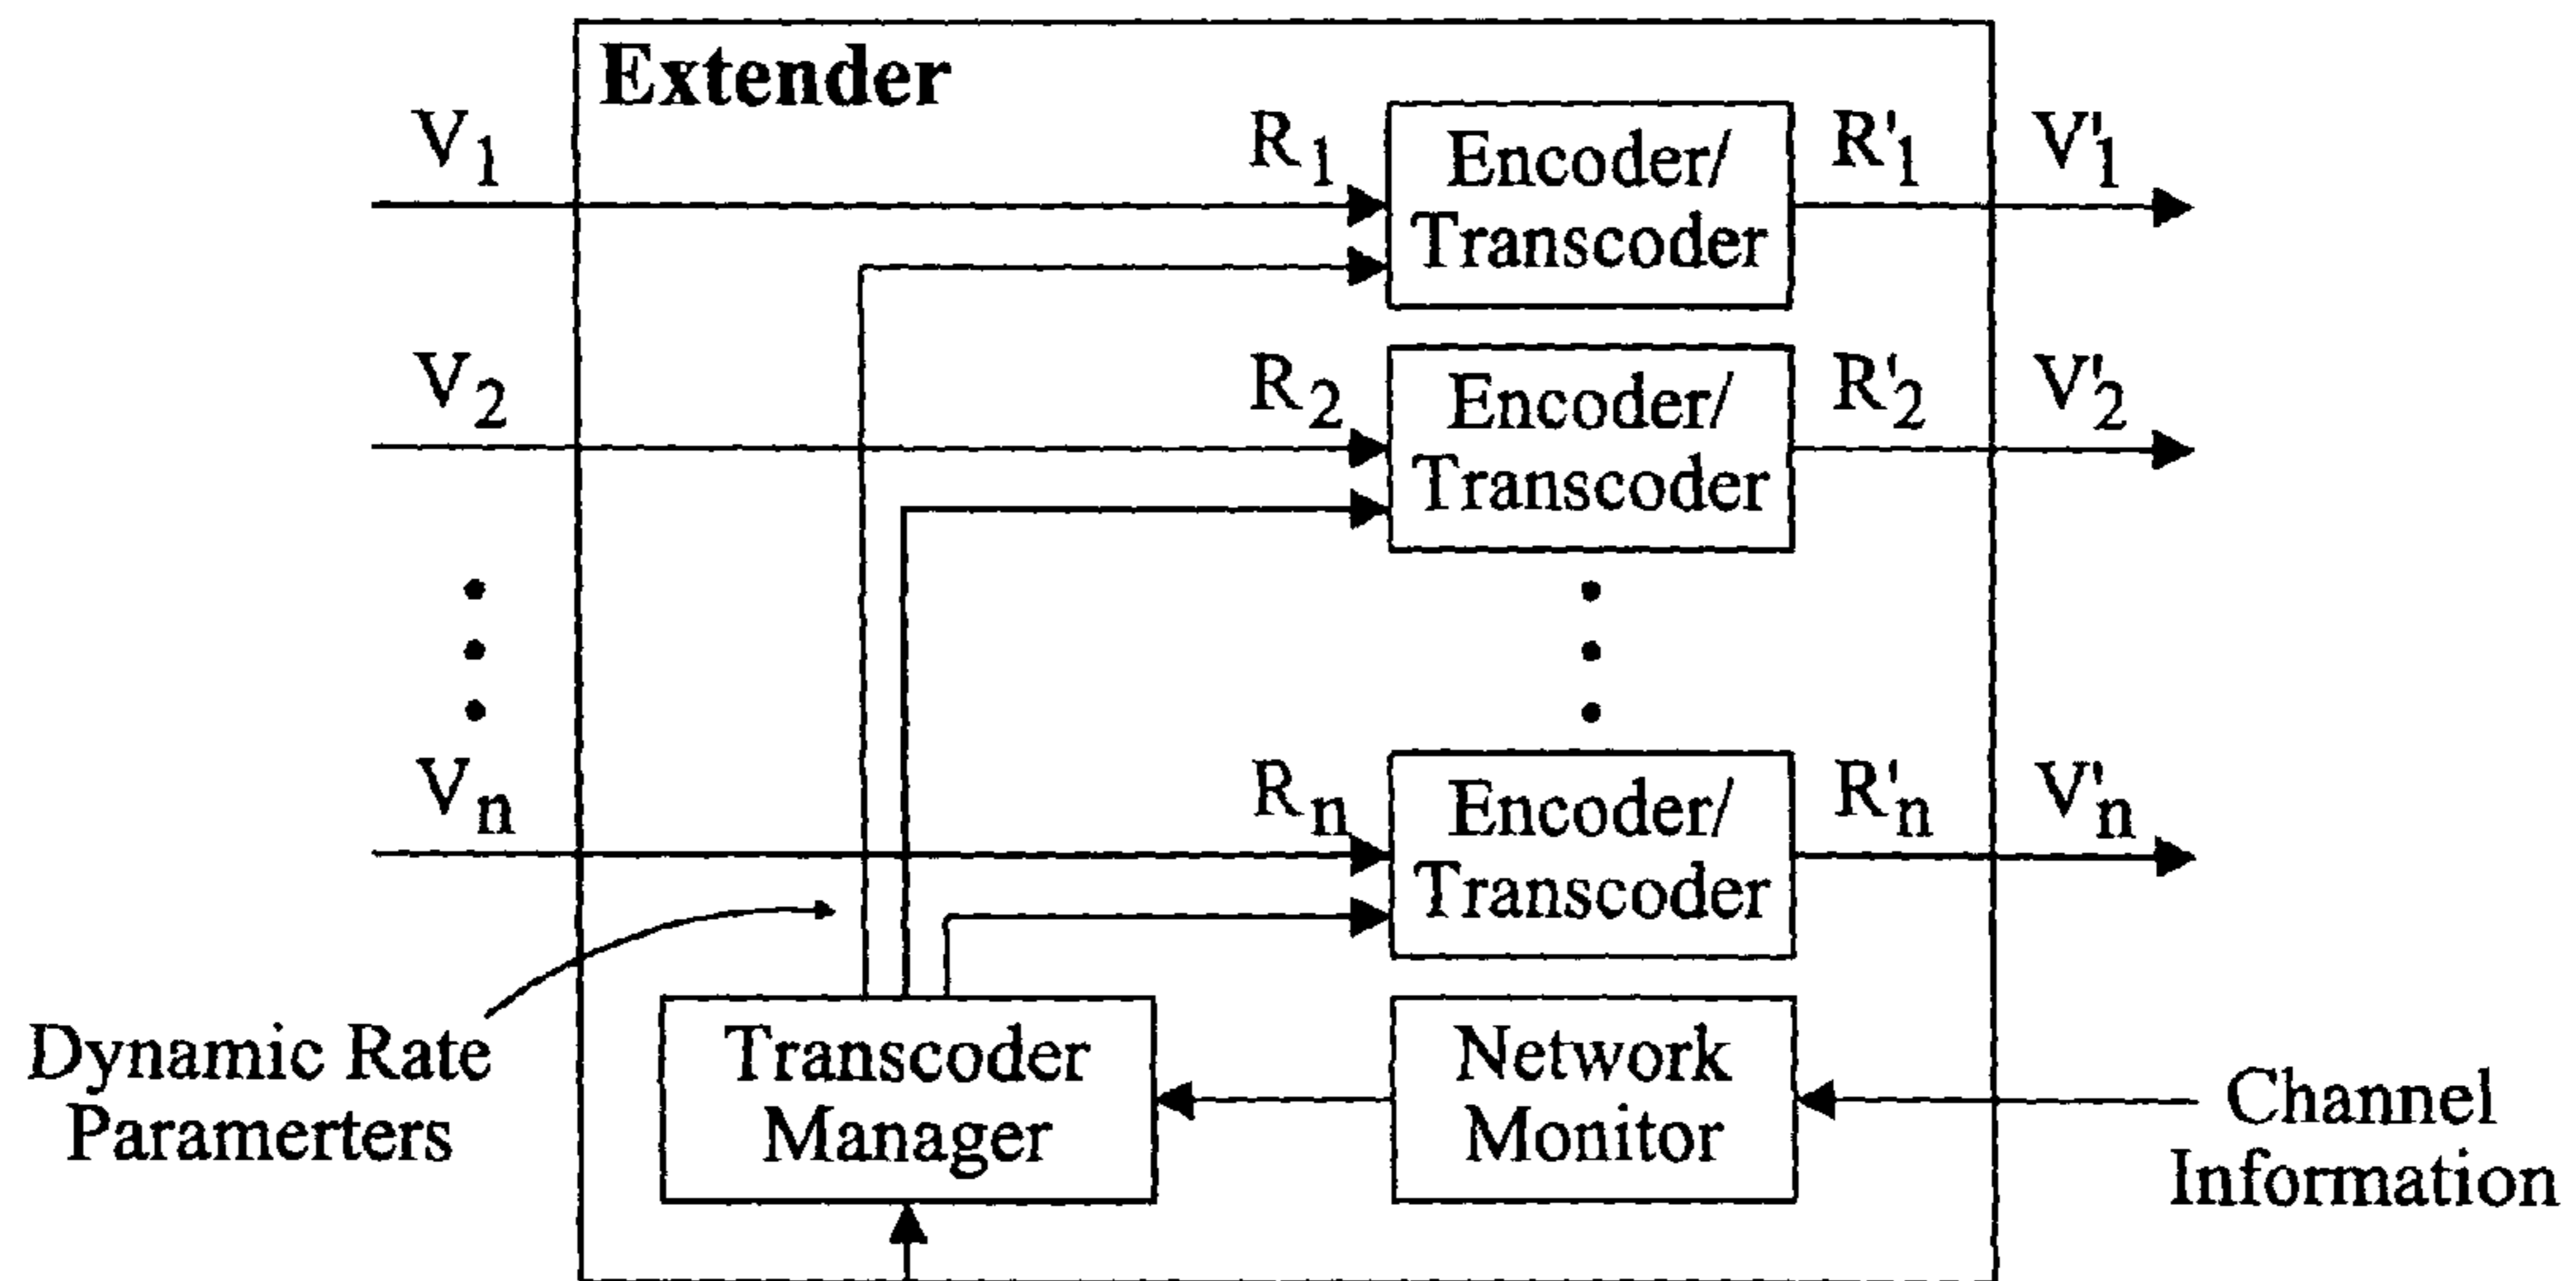 Extender
V1
R1
Encoder/
Transcoder
R'1
V'1
V2
R2
Encoder/
Transcoder
R'2
V'2
Vn
Rn
Encoder/
Transcoder
R'n
V'n
Dynamic Rate
Paramerters
Transcoder
Manager
Network
Monitor
Channel
Information